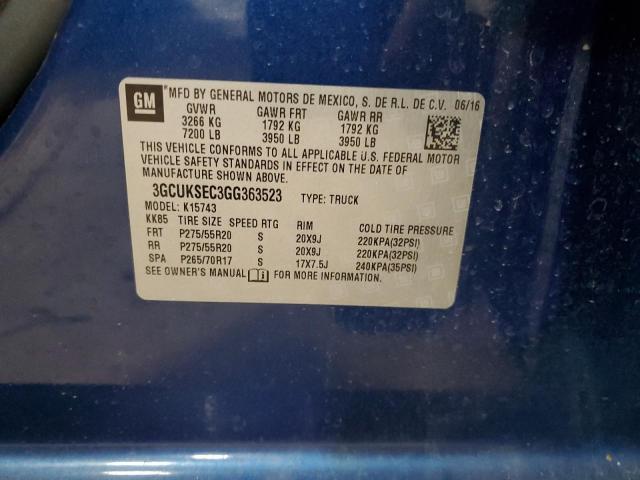 GM
MFD BY GENERAL MOTORS DE MEXICO, S. DE R.L. DE C.V. 06/16
GVWR GAWR FRT GAWR RR
3266 KG 1792 KG 1792 KG
7200 LB 3950 LB 3950 LB
THIS VEHICLE CONFORMS TO ALL APPLICABLE U.S. FEDERAL MOTOR
VEHICLE SAFETY STANDARDS IN EFFECT ON THE DATE OF
MANUFACTURE SHOWN ABOVE.
3GCUKSEC3GG363523 TYPE: TRUCK
MODEL: K15743
KK85 TIRE SIZE SPEED RTG RIM COLD TIRE PRESSURE
FRT P275/55R20 S 20X9J 220KPA(32PSI)
RR P275/55R20 S 20X9J 220KPA(32PSI)
SPA P265/70R17 S 17X7.5J 240KPA(35PSI)
SEE OWNER'S MANUAL FOR MORE INFORMATION.